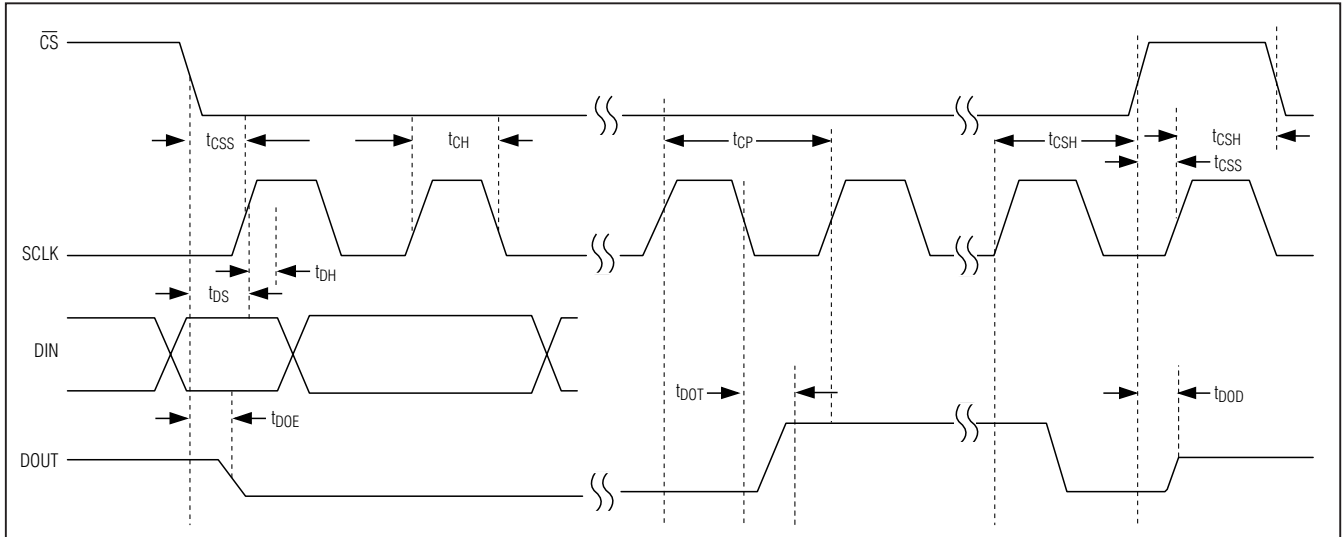 CS
tCSS
tCH
tCP
tCSH
tCSH
tCSS
SCLK
tDH
tDS
DIN
tDOT
tDOD
tDOE
DOUT